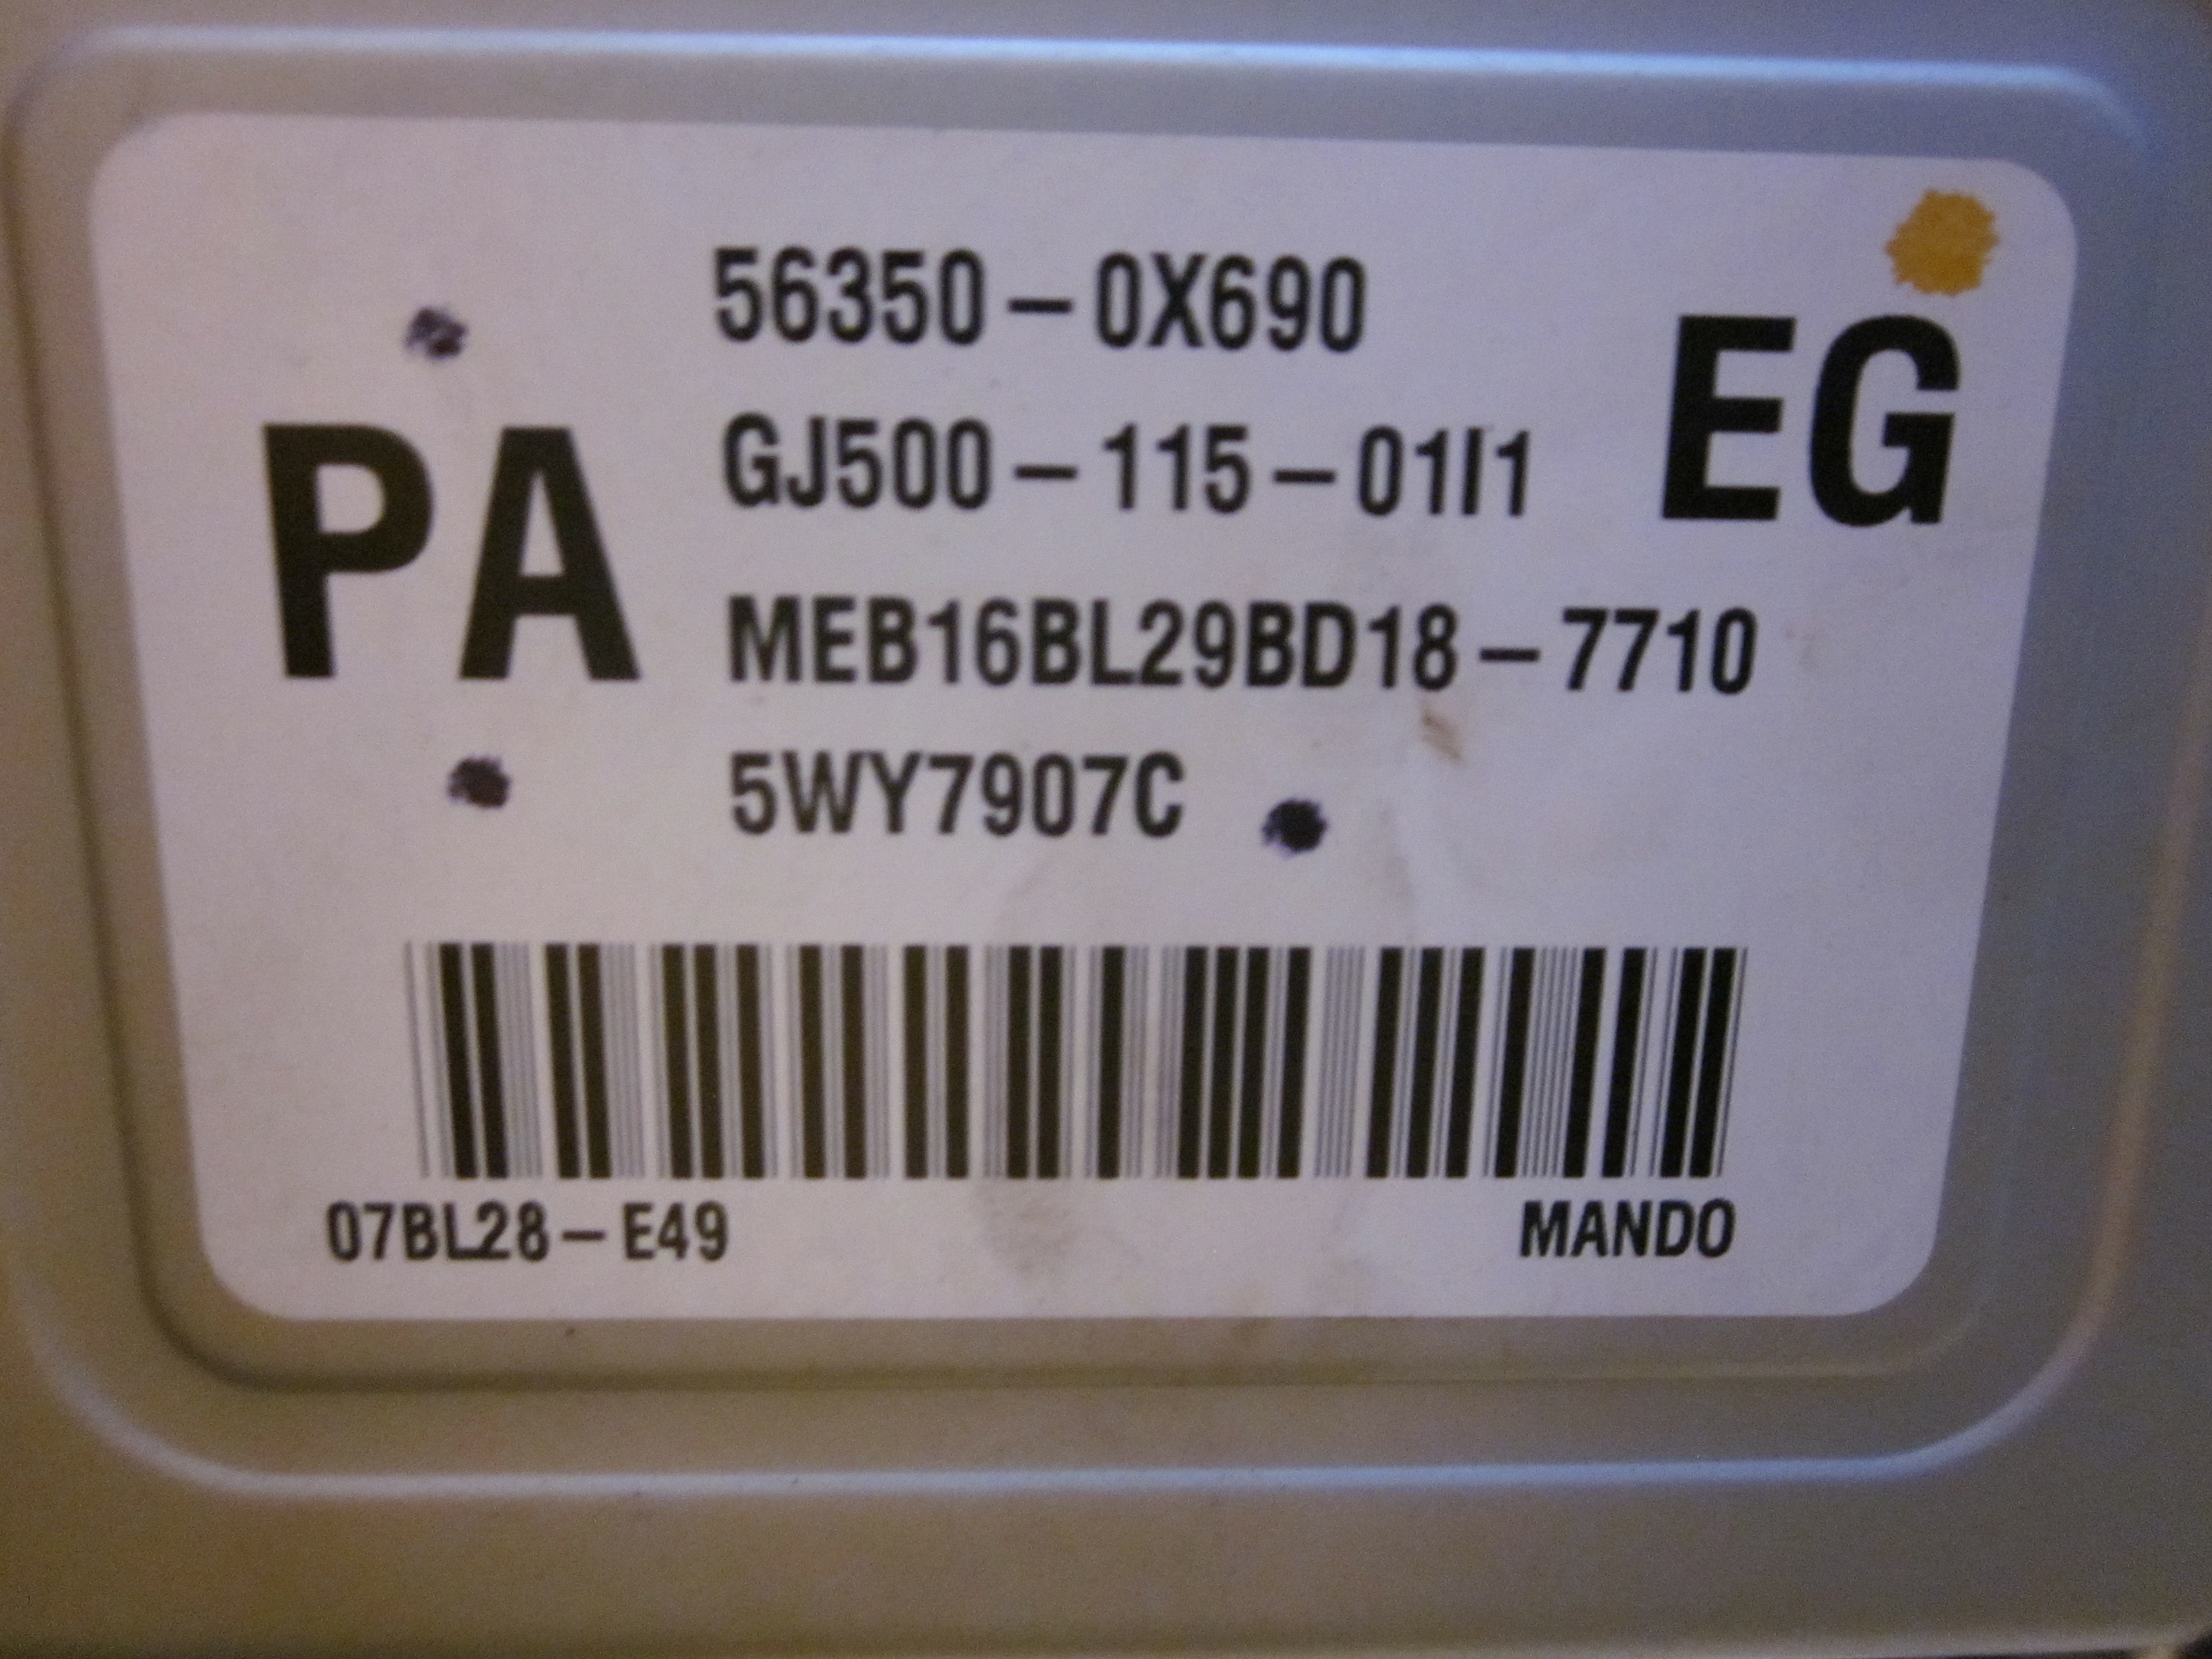 56350-0X690
PA
EG
GJ500-115-01I1
MEB16BL29BD18-7710
5WY7907C
07BL28-E49
MANDO